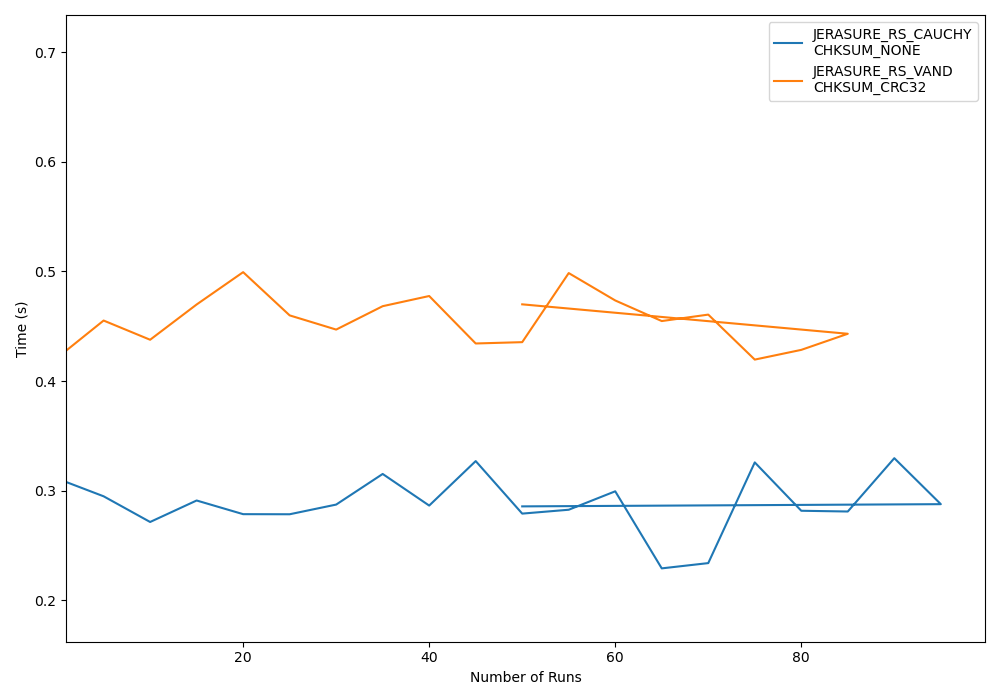 JERASURE_RS_CAUCHY
CHKSUM_NONE
JERASURE_RS_VAND
CHKSUM_CRC32
0.7
0.6
0.5
0.4
0.3
0.2
Time (s)
20 40 60 80
Number of Runs